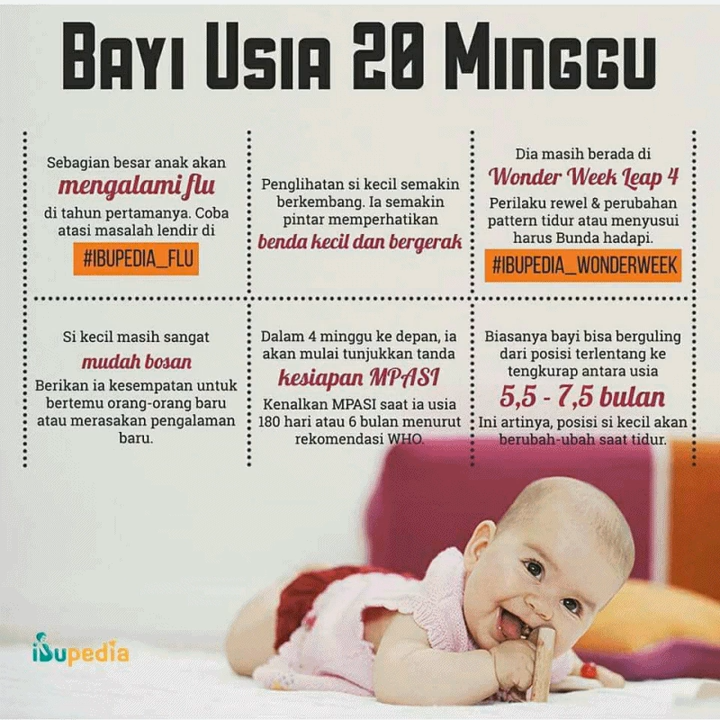 BAYI USIA 20 MINGGU
Sebagian besar anak akan
mengalami flu
di tahun pertamanya. Coba
atasi masalah lendir di
#IBUPEDIA_FLU
Penglihatan si kecil semakin
berkembang. Ia semakin
pintar memperhatikan
benda kecil dan bergerak
Dia masih berada di
Wonder Week Leap 4
Perilaku rewel & perubahan
pattern tidur atau menyusui
harus Bunda hadapi.
#IBUPEDIA_WONDERWEEK
Si kecil masih sangat
mudah bosan
Berikan ia kesempatan untuk
bertemu orang-orang baru
atau merasakan pengalaman
baru.
Dalam 4 minggu ke depan, ia
akan mulai tunjukkan tanda
kesiapan MPASI
Kenalkan MPASI saat ia usia
180 hari atau 6 bulan menurut
rekomendasi WHO.
Biasanya bayi bisa berguling
dari posisi terlentang ke
tengkurap antara usia
5,5 - 7,5 bulan
Ini artinya, posisi si kecil akan
berubah-ubah saat tidur.
ibupedia